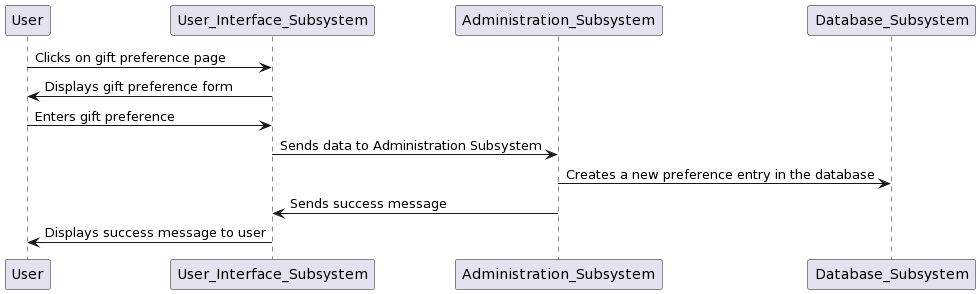 User User_Interface_Subsystem Administration_Subsystem Database_Subsystem
Clicks on gift preference page
Displays gift preference form
Enters gift preference
Sends data to Administration Subsystem
Creates a new preference entry in the database
Sends success message
Displays success message to user
User User_Interface_Subsystem Administration_Subsystem Database_Subsystem